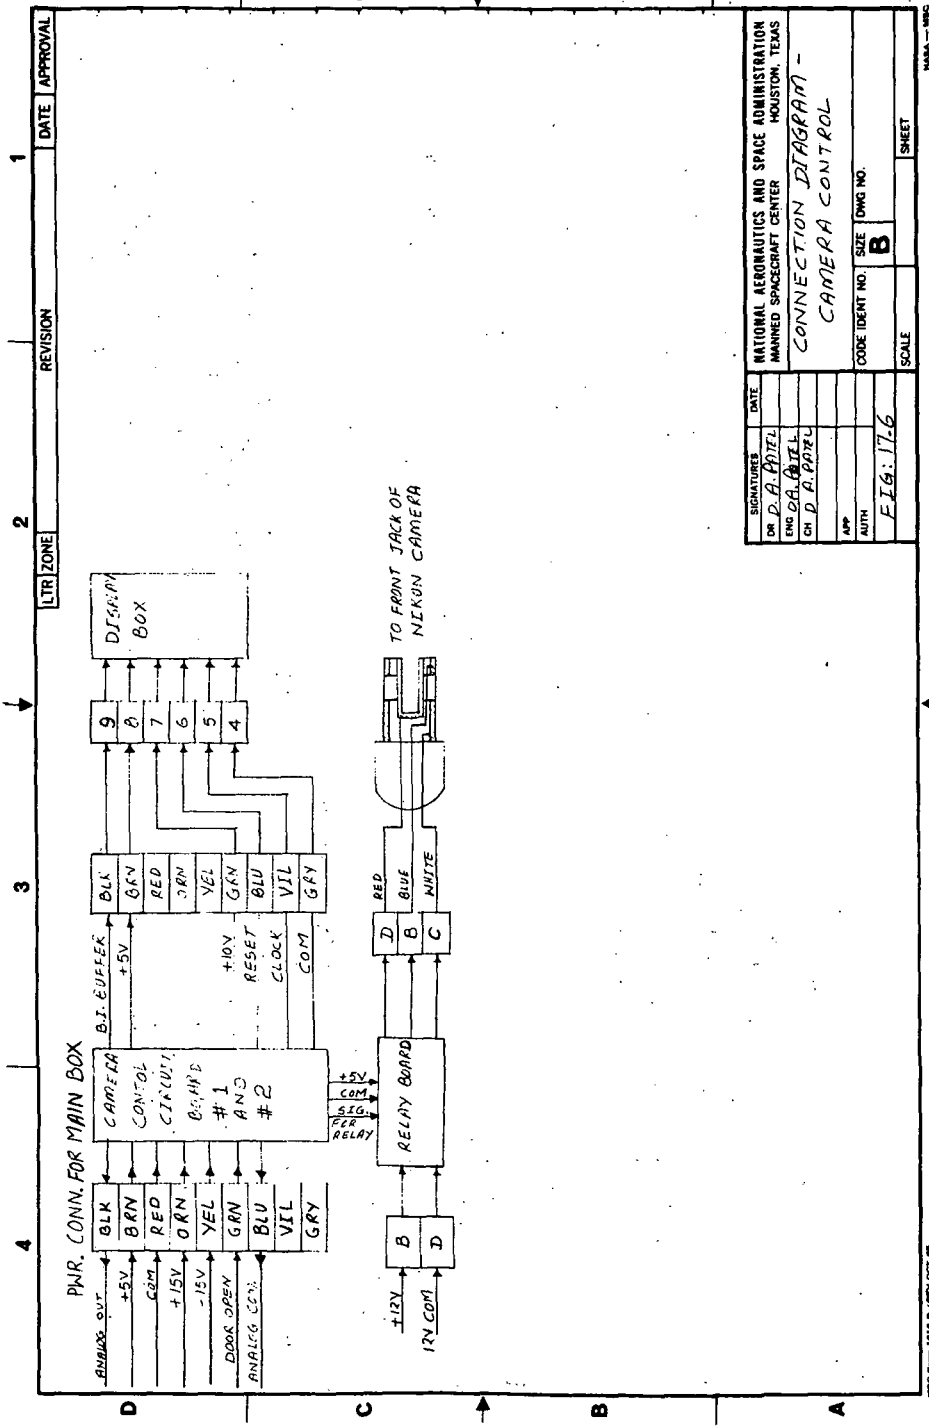 4
3
2
1
D
C
B
A
LTR
ZONE
REVISION
DATE
APPROVAL
PWR. CONN. FOR MAIN BOX
ANALOG OUT
+5V
COM
+15V
-15V
DOOR OPEN
ANALOG COM.
BLK
BRN
RED
ORN
YEL
GRN
BLU
VIL
GRY
CAMERA
CONTOL
CIRCUIT
BOARD
#1
AND
#2
B.I. BUFFER
+5V
+10V
RESET
CLOCK
COM
BLK
BRN
RED
ORN
YEL
GRN
BLU
VIL
GRY
9
8
7
6
5
4
DISPLAY
BOX
+5V
COM
SIG.
FOR
RELAY
+12V
12V COM
B
D
RELAY BOARD
D
B
C
RED
BLUE
WHITE
TO FRONT JACK OF
NIKON CAMERA
SIGNATURES
DATE
DR D. A. PATEL
ENG D.A. PATEL
CH D A. PATEL
APP
AUTH
FIG: 17-6
NATIONAL AERONAUTICS AND SPACE ADMINISTRATION
MANNED SPACECRAFT CENTER HOUSTON, TEXAS
CONNECTION DIAGRAM -
CAMERA CONTROL
CODE IDENT NO.
SIZE
B
DWG NO.
SCALE
SHEET